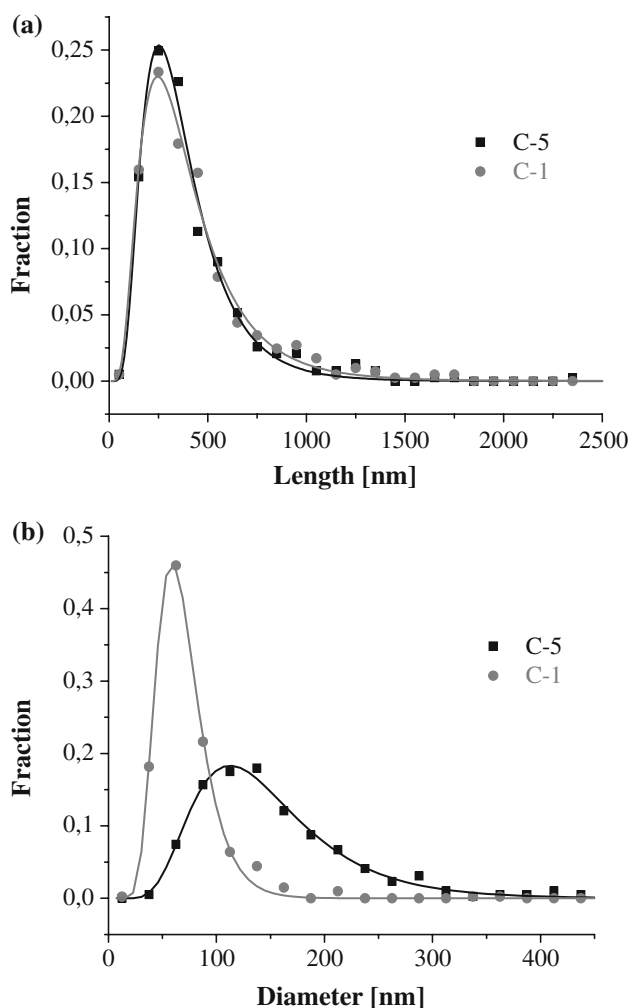 (a)
0,25
0,20
0,15
0,10
0,05
0,00
Fraction
C-5
C-1
0
500
1000
1500
2000
2500
Length [nm]
(b)
0,5
0,4
0,3
0,2
0,1
0,0
Fraction
C-5
C-1
0
100
200
300
400
Diameter [nm]